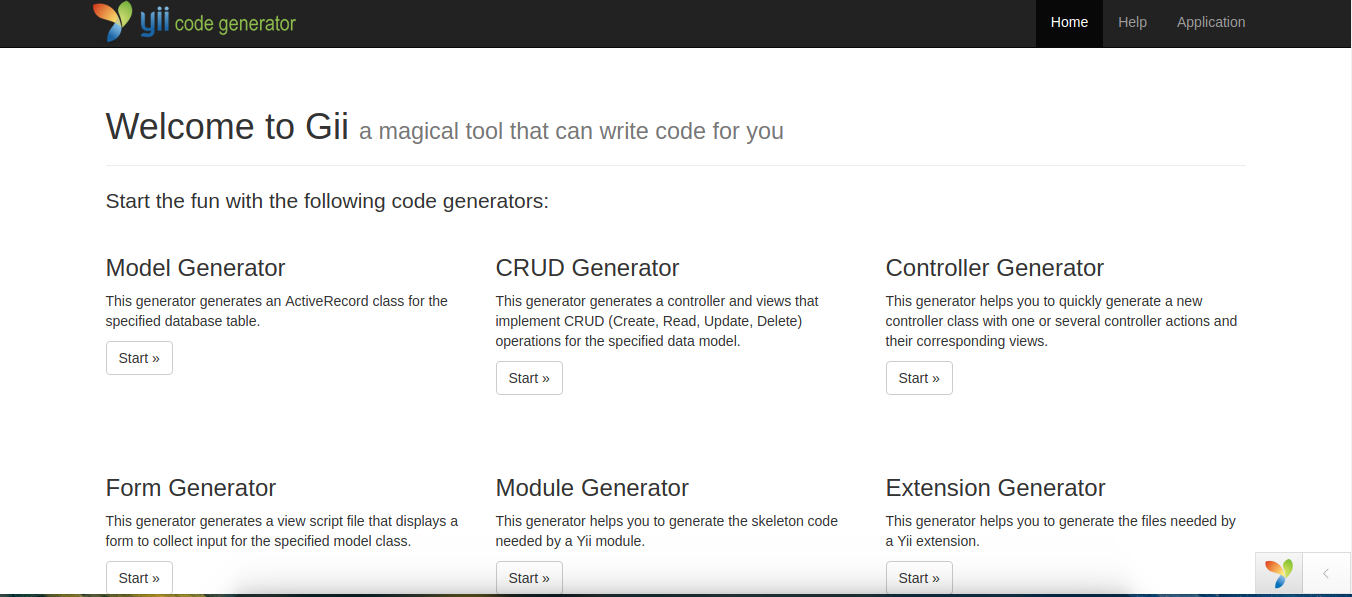 yii code generator
Home Help Application
Welcome to Gii a magical tool that can write code for you
Start the fun with the following code generators:
Model Generator
This generator generates an ActiveRecord class for the
specified database table.
Start »
CRUD Generator
This generator generates a controller and views that
implement CRUD (Create, Read, Update, Delete)
operations for the specified data model.
Start »
Controller Generator
This generator helps you to quickly generate a new
controller class with one or several controller actions and
their corresponding views.
Start »
Form Generator
This generator generates a view script file that displays a
form to collect input for the specified model class.
Start »
Module Generator
This generator helps you to generate the skeleton code
needed by a Yii module.
Start »
Extension Generator
This generator helps you to generate the files needed by
a Yii extension.
Start »